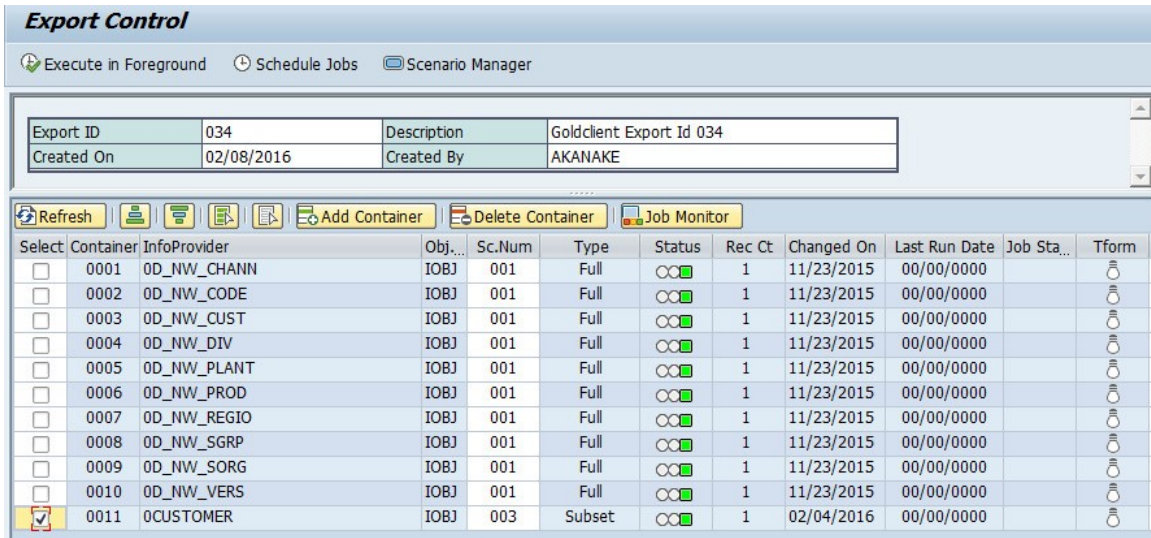 Export Control
Execute in Foreground Schedule Jobs Scenario Manager
Export ID 034 Description Goldclient Export Id 034
Created On 02/08/2016 Created By AKANAKE
Refresh Add Container Delete Container Job Monitor
Select Container InfoProvider Obj... Sc.Num Type Status Rec Ct Changed On Last Run Date Job Sta... Tform
0001 0D_NW_CHANN IOBJ 001 Full 1 11/23/2015 00/00/0000
0002 0D_NW_CODE IOBJ 001 Full 1 11/23/2015 00/00/0000
0003 0D_NW_CUST IOBJ 001 Full 1 11/23/2015 00/00/0000
0004 0D_NW_DIV IOBJ 001 Full 1 11/23/2015 00/00/0000
0005 0D_NW_PLANT IOBJ 001 Full 1 11/23/2015 00/00/0000
0006 0D_NW_PROD IOBJ 001 Full 1 11/23/2015 00/00/0000
0007 0D_NW_REGIO IOBJ 001 Full 1 11/23/2015 00/00/0000
0008 0D_NW_SGRP IOBJ 001 Full 1 11/23/2015 00/00/0000
0009 0D_NW_SORG IOBJ 001 Full 1 11/23/2015 00/00/0000
0010 0D_NW_VERS IOBJ 001 Full 1 11/23/2015 00/00/0000
0011 0CUSTOMER IOBJ 003 Subset 1 02/04/2016 00/00/0000